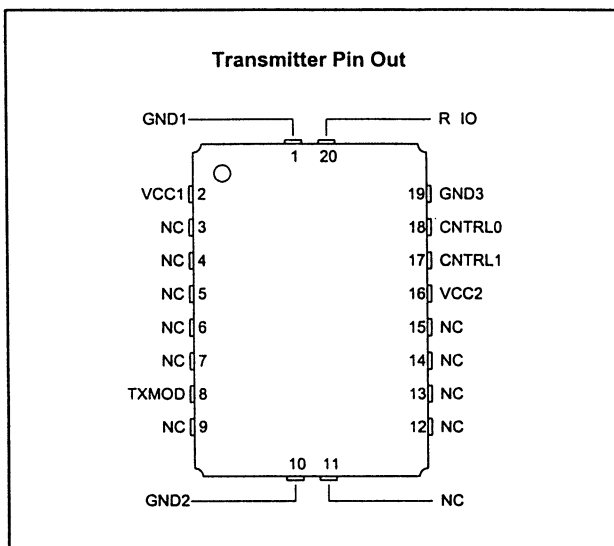 Transmitter Pin Out
GND1 R IO
1 20
VCC1 2 19 GND3
NC 3 18 CNTRL0
NC 4 17 CNTRL1
NC 5 16 VCC2
NC 6 15 NC
NC 7 14 NC
TXMOD 8 13 NC
NC 9 12 NC
10 11
GND2 NC